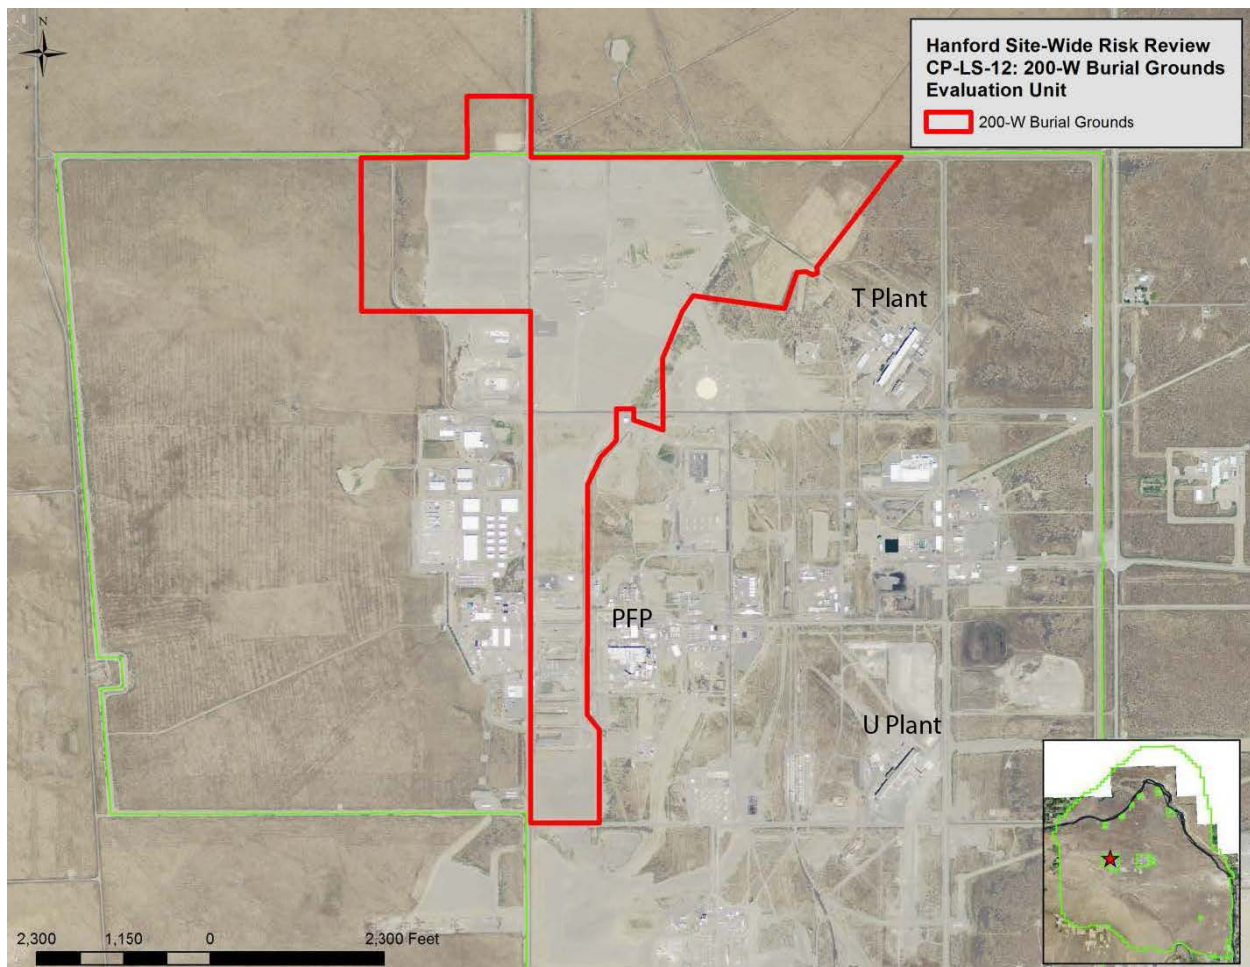 N
Hanford Site-Wide Risk Review
CP-LS-12: 200-W Burial Grounds
Evaluation Unit
200-W Burial Grounds
T Plant
PFP
U Plant
2,300 1,150 0 2,300 Feet